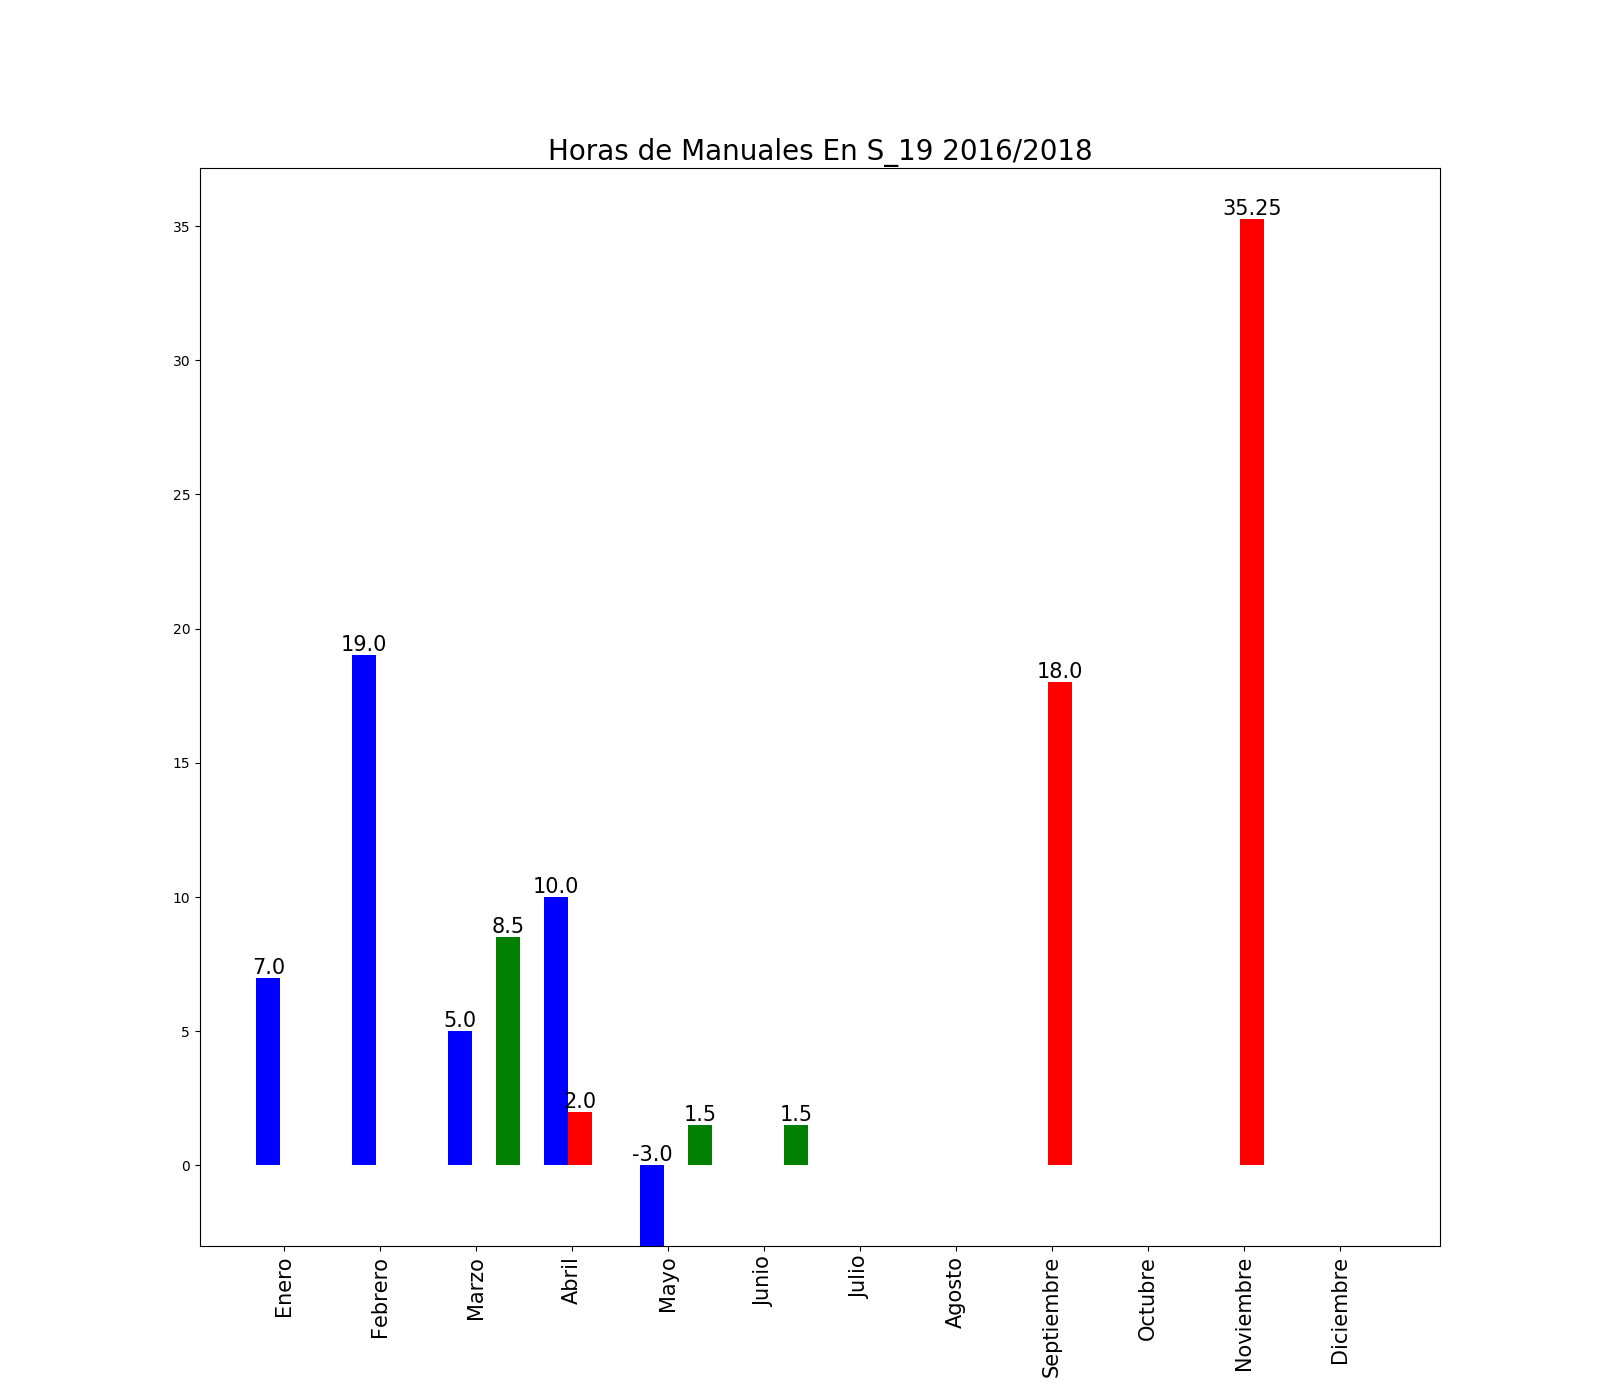 Horas de Manuales En S_19 2016/2018
35
30
25
20
15
10
5
0
7.0
19.0
5.0
8.5
10.0
2.0
-3.0
1.5
1.5
18.0
35.25
Enero
Febrero
Marzo
Abril
Mayo
Junio
Julio
Agosto
Septiembre
Octubre
Noviembre
Diciembre